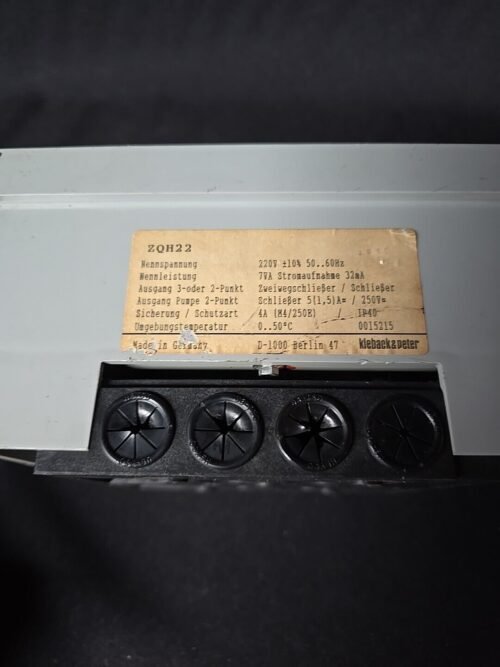 ZQH22
Nennspannung 220V ±10% 50..60Hz
Nennleistung 7VA Stromaufnahme 32mA
Ausgang 3-oder 2-Punkt Zweiwegschließer / Schließer
Ausgang Pumpe 2-Punkt Schließer 5(1,5)A= / 250V=
Sicherung / Schutzart 4A (M4/250E) / IP40
Umgebungstemperatur 0..50°C 0015215
Made in Germany D-1000 Berlin 47 kieback&peter